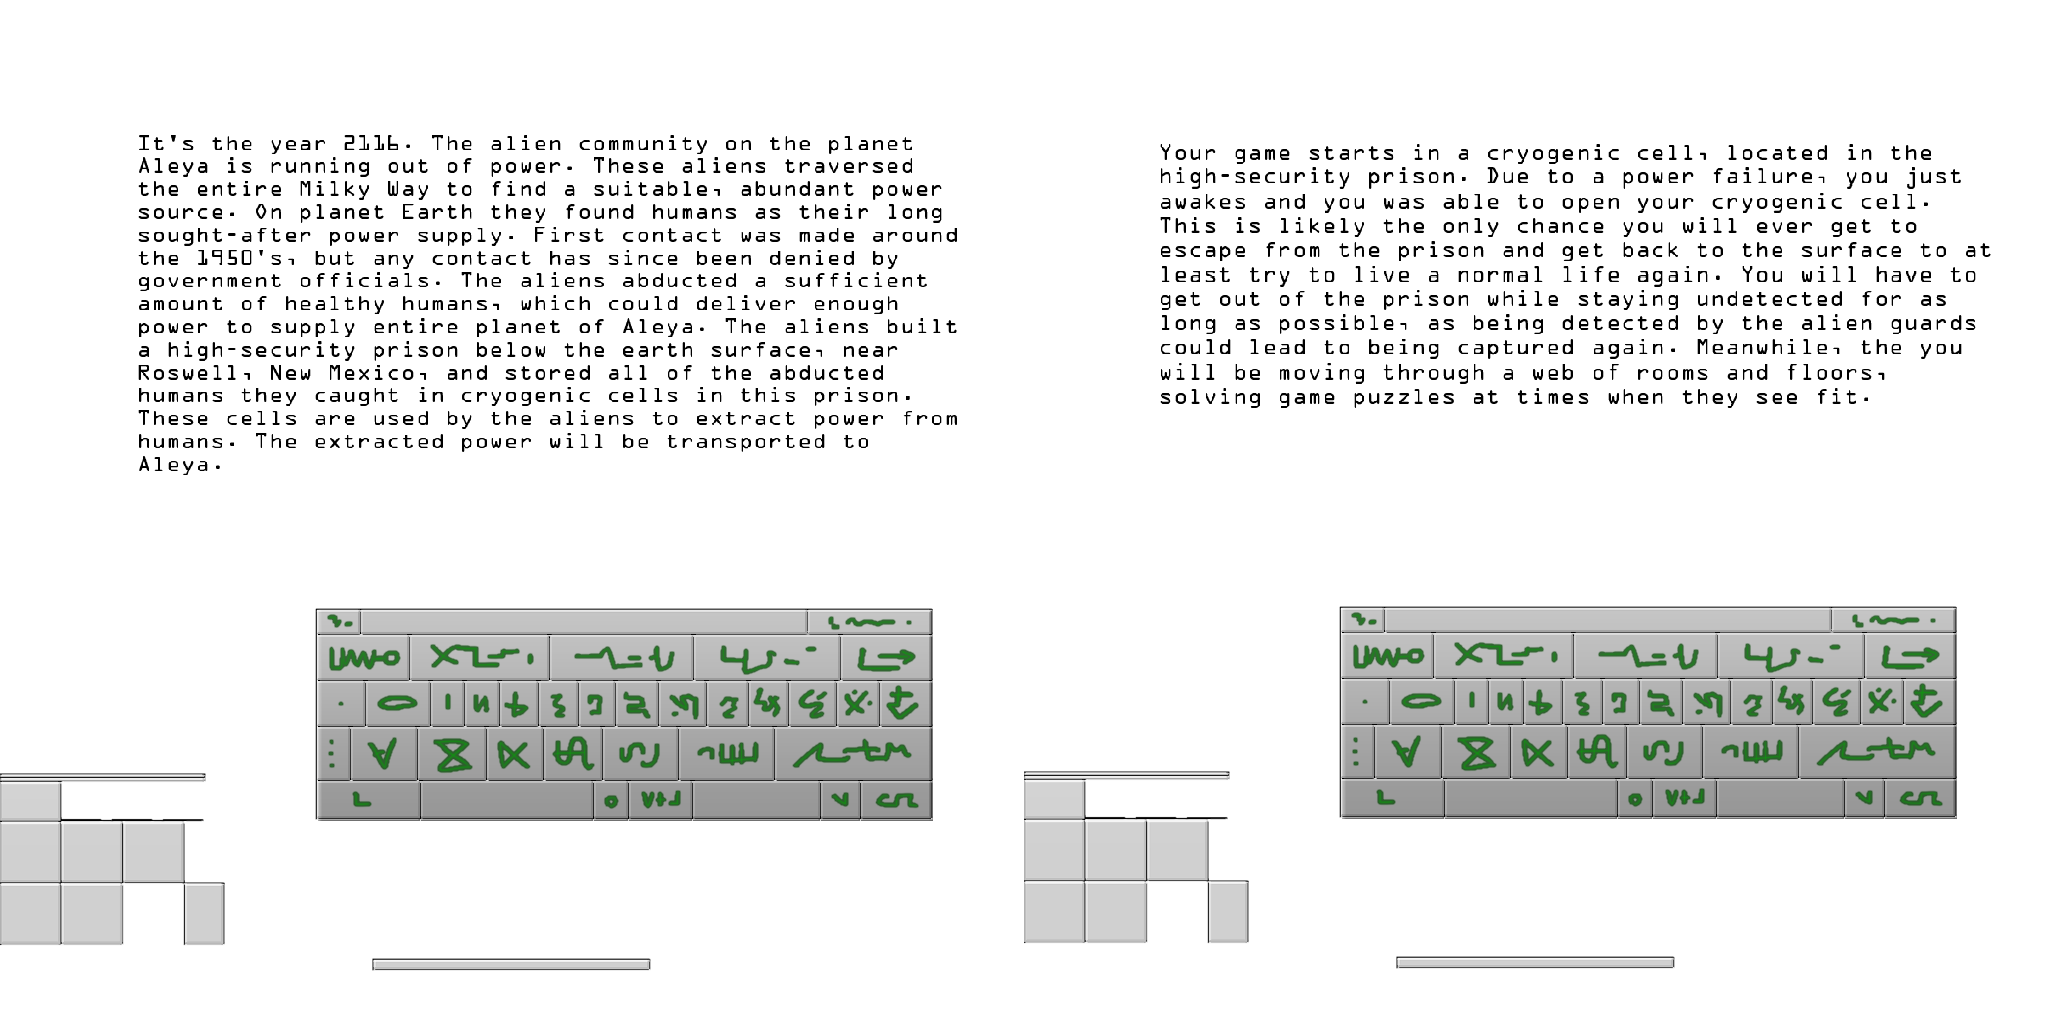 It's the year 2116. The alien community on the planet
Aleya is running out of power. These aliens traversed
the entire Milky Way to find a suitable, abundant power
source. On planet Earth they found humans as their long
sought-after power supply. First contact was made around
the 1950's, but any contact has since been denied by
government officials. The aliens abducted a sufficient
amount of healthy humans, which could deliver enough
power to supply entire planet of Aleya. The aliens built
a high-security prison below the earth surface, near
Roswell, New Mexico, and stored all of the abducted
humans they caught in cryogenic cells in this prison.
These cells are used by the aliens to extract power from
humans. The extracted power will be transported to
Aleya.
Your game starts in a cryogenic cell, located in the
high-security prison. Due to a power failure, you just
awakes and you was able to open your cryogenic cell.
This is likely the only chance you will ever get to
escape from the prison and get back to the surface to at
least try to live a normal life again. You will have to
get out of the prison while staying undetected for as
long as possible, as being detected by the alien guards
could lead to being captured again. Meanwhile, the you
will be moving through a web of rooms and floors,
solving game puzzles at times when they see fit.